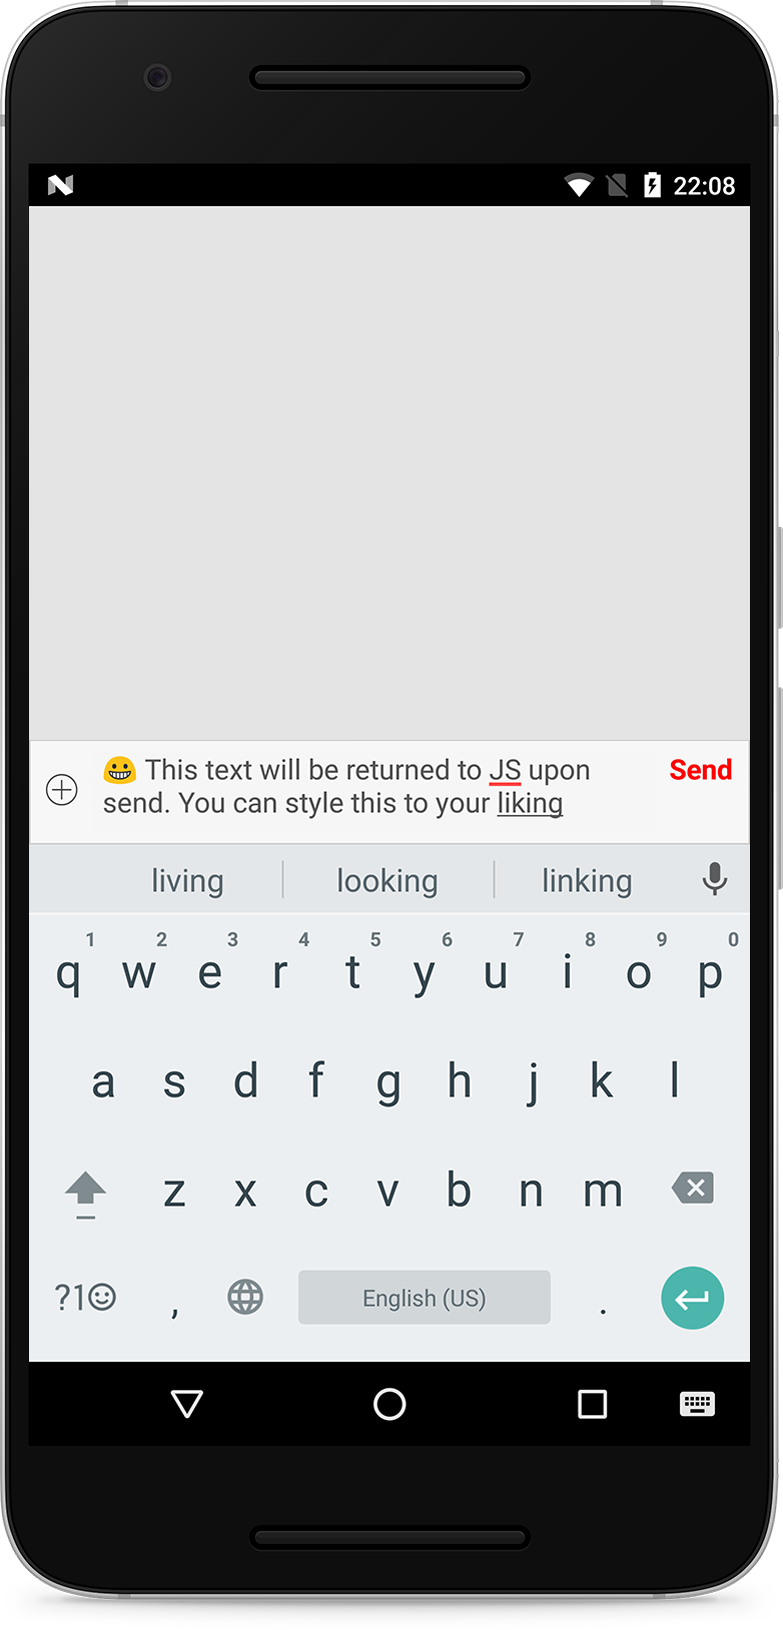 22:08
😀 This text will be returned to JS upon
send. You can style this to your liking
Send
living looking linking
1 2 3 4 5 6 7 8 9 0
q w e r t y u i o p
a s d f g h j k l
z x c v b n m
?1☺ , English (US) .